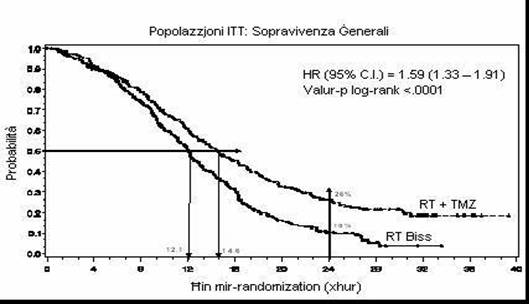 Popolazzjoni ITT: Sopravivenza Ġenerali
HR (95% C.I.) = 1.59 (1.33 – 1.91)
Valur-p log-rank <.0001
Probabilità
1.0
0.9
0.8
0.7
0.6
0.5
0.4
0.3
0.2
0.1
0.0
26%
10%
RT + TMZ
RT Biss
12.1
14.6
0 4 8 12 16 20 24 28 32 36 40
Ħin mir-randomization (xhur)